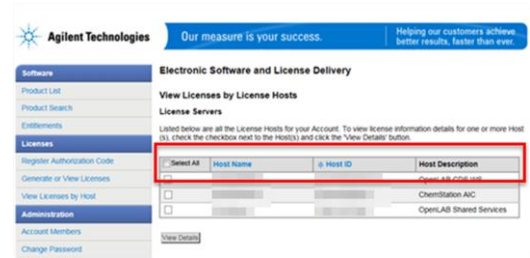 Agilent Technologies
Our measure is your success.
Helping our customers achieve
better results, faster than ever.
Software
Product List
Product Search
Entitlements
Licenses
Register Authorization Code
Generate or View Licenses
View Licenses by Host
Administration
Account Members
Change Password
Electronic Software and License Delivery
View Licenses by License Hosts
License Servers
Listed below are all the License Hosts for your Account. To view license information details for one or more Host
(s), check the checkbox next to the Host(s) and click the 'View Details' button.
Select All Host Name Host ID Host Description
OpenLAB CDS WS
ChemStation AIC
OpenLAB Shared Services
View Details